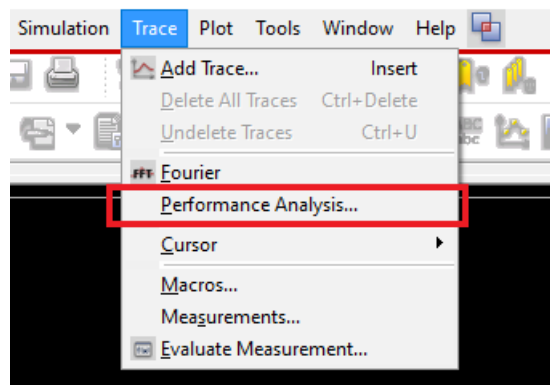 Simulation Trace Plot Tools Window Help
Add Trace... Insert
Delete All Traces Ctrl+Delete
Undelete Traces Ctrl+U
FFT Fourier
Performance Analysis...
Cursor
Macros...
Measurements...
Evaluate Measurement...
abc